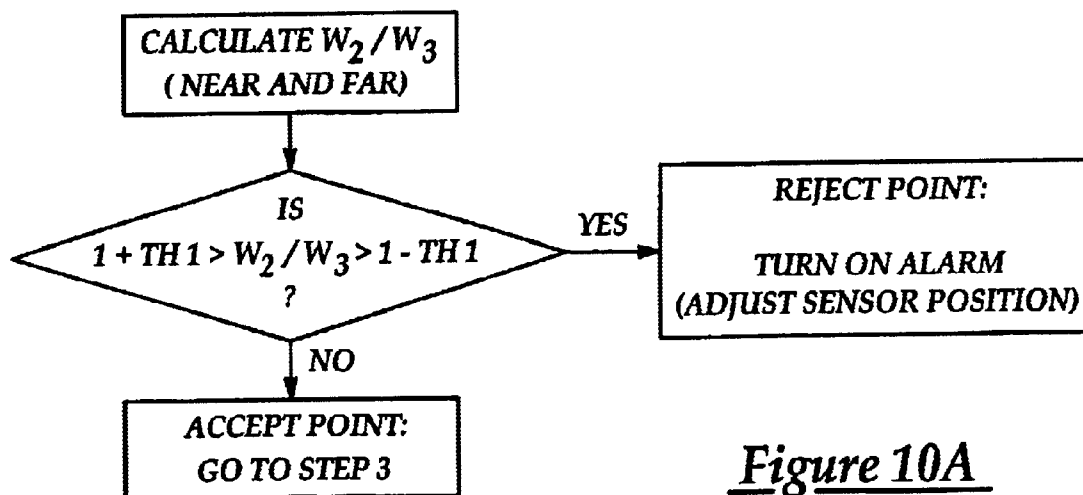 CALCULATE W2 / W3
( NEAR AND FAR)
IS
1 + TH 1 > W2 / W3 > 1 - TH 1
?
YES
REJECT POINT:
TURN ON ALARM
(ADJUST SENSOR POSITION)
NO
ACCEPT POINT:
GO TO STEP 3
Figure 10A